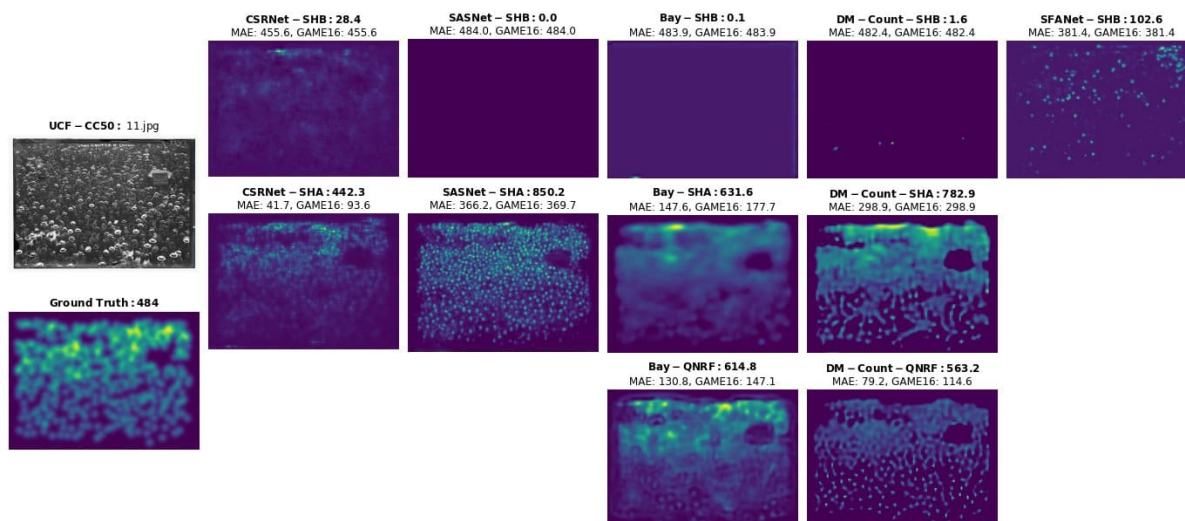 CSRNet-SHB: 28.4
MAE: 455.6, GAME16: 455.6
SASNet-SHB: 0.0
MAE: 484.0, GAME16: 484.0
Bay-SHB: 0.1
MAE: 483.9, GAME16: 483.9
DM-Count-SHB: 1.6
MAE: 482.4, GAME16: 482.4
SFANet-SHB: 102.6
MAE: 381.4, GAME16: 381.4
UCF-CC50: 11.jpg
CSRNet-SHA: 442.3
MAE: 41.7, GAME16: 93.6
SASNet-SHA: 850.2
MAE: 366.2, GAME16: 369.7
Bay-SHA: 631.6
MAE: 147.6, GAME16: 177.7
DM-Count-SHA: 782.9
MAE: 298.9, GAME16: 298.9
Ground Truth: 484
Bay-QNRF: 614.8
MAE: 130.8, GAME16: 147.1
DM-Count-QNRF: 563.2
MAE: 79.2, GAME16: 114.6